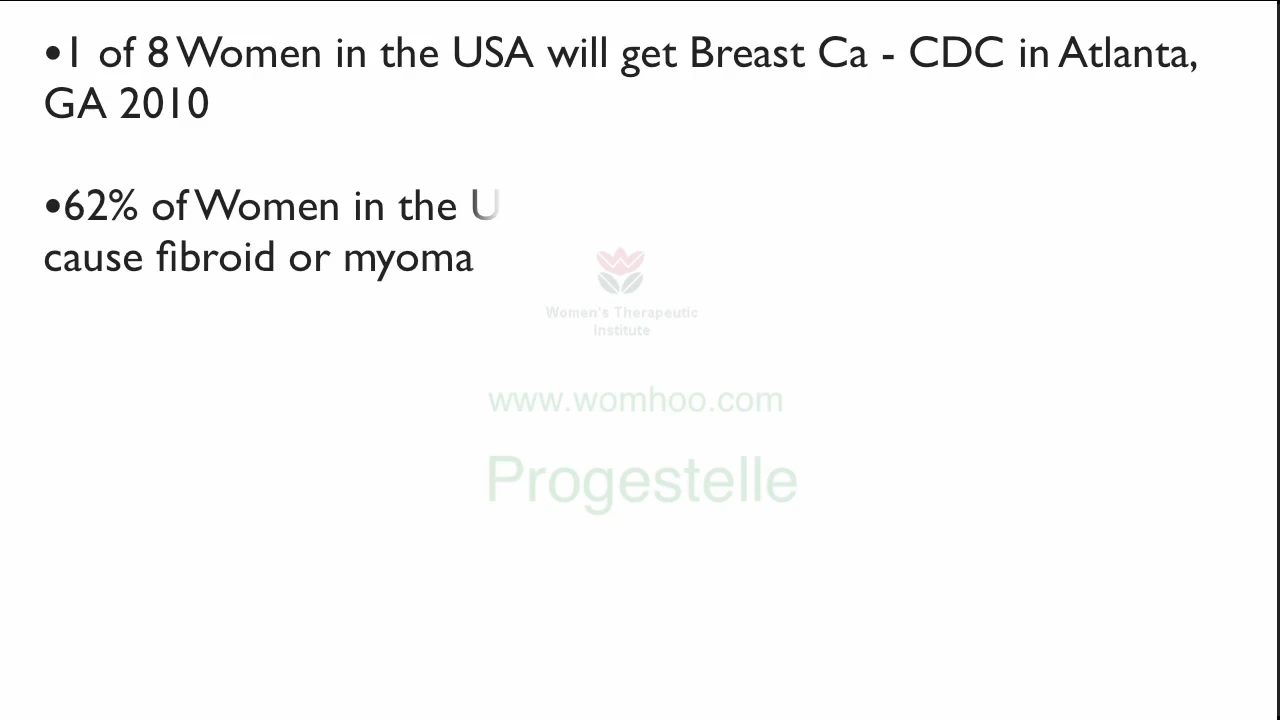 •1 of 8 Women in the USA will get Breast Ca - CDC in Atlanta,
GA 2010
•62% of Women in the U
cause fibroid or myoma
Women's Therapeutic
Institute
www.womhoo.com
Progestelle